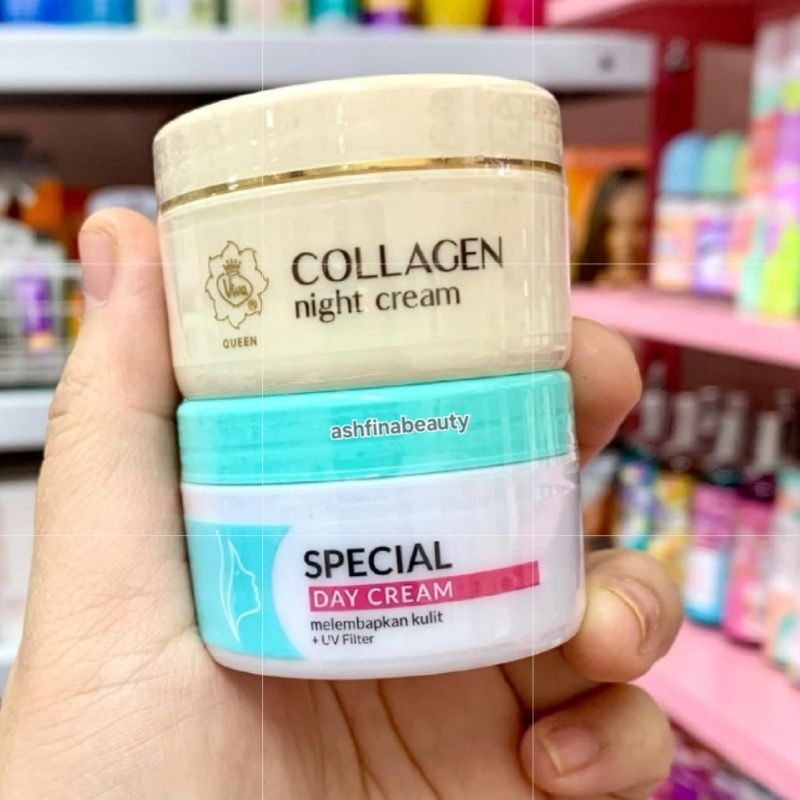 COLLAGEN
night cream
Viva
QUEEN
ashfinabeauty
SPECIAL
DAY CREAM
melembapkan kulit
+ UV Filter